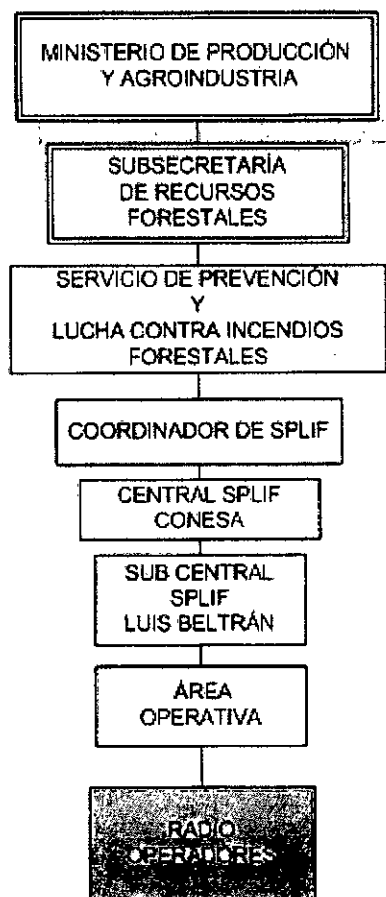 MINISTERIO DE PRODUCCIÓN
Y AGROINDUSTRIA
SUBSECRETARÍA
DE RECURSOS
FORESTALES
SERVICIO DE PREVENCIÓN
Y
LUCHA CONTRA INCENDIOS
FORESTALES
COORDINADOR DE SPLIF
CENTRAL SPLIF
CONESA
SUB CENTRAL
SPLIF
LUIS BELTRÁN
ÁREA
OPERATIVA
RADIO
OPERADORES